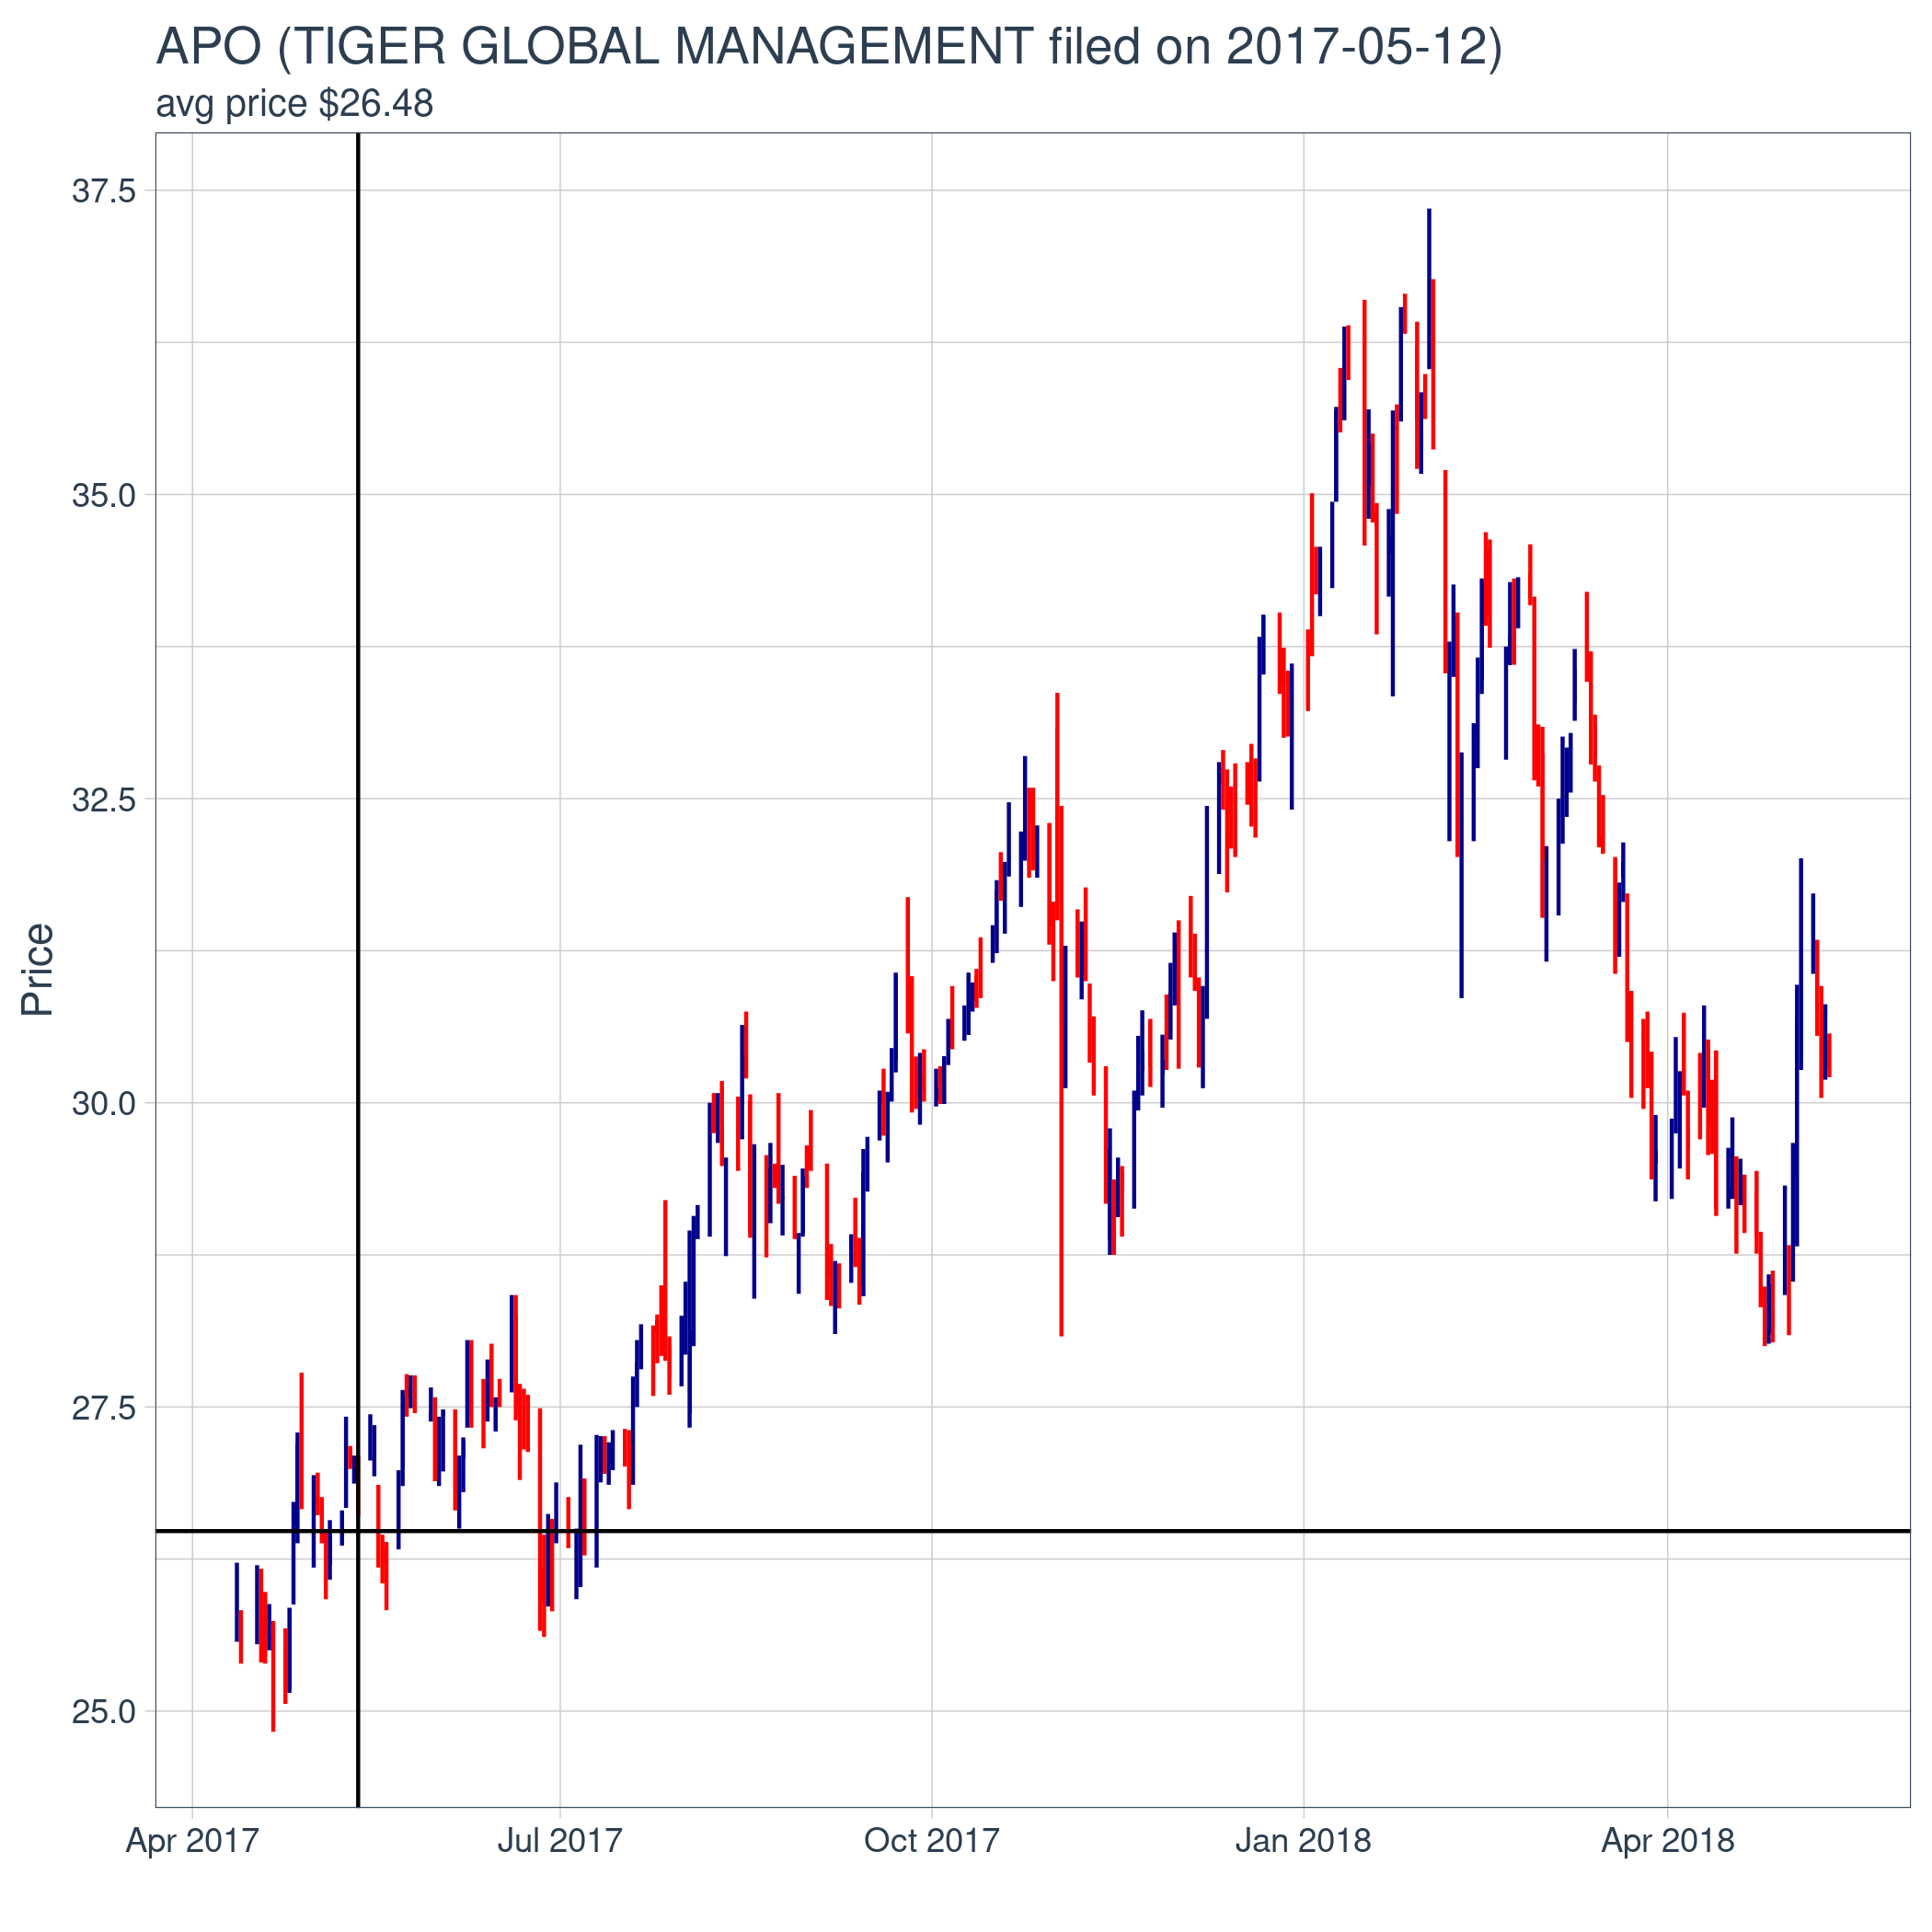 APO (TIGER GLOBAL MANAGEMENT filed on 2017-05-12)
avg price $26.48
Price
37.5
35.0
32.5
30.0
27.5
25.0
Apr 2017 Jul 2017 Oct 2017 Jan 2018 Apr 2018